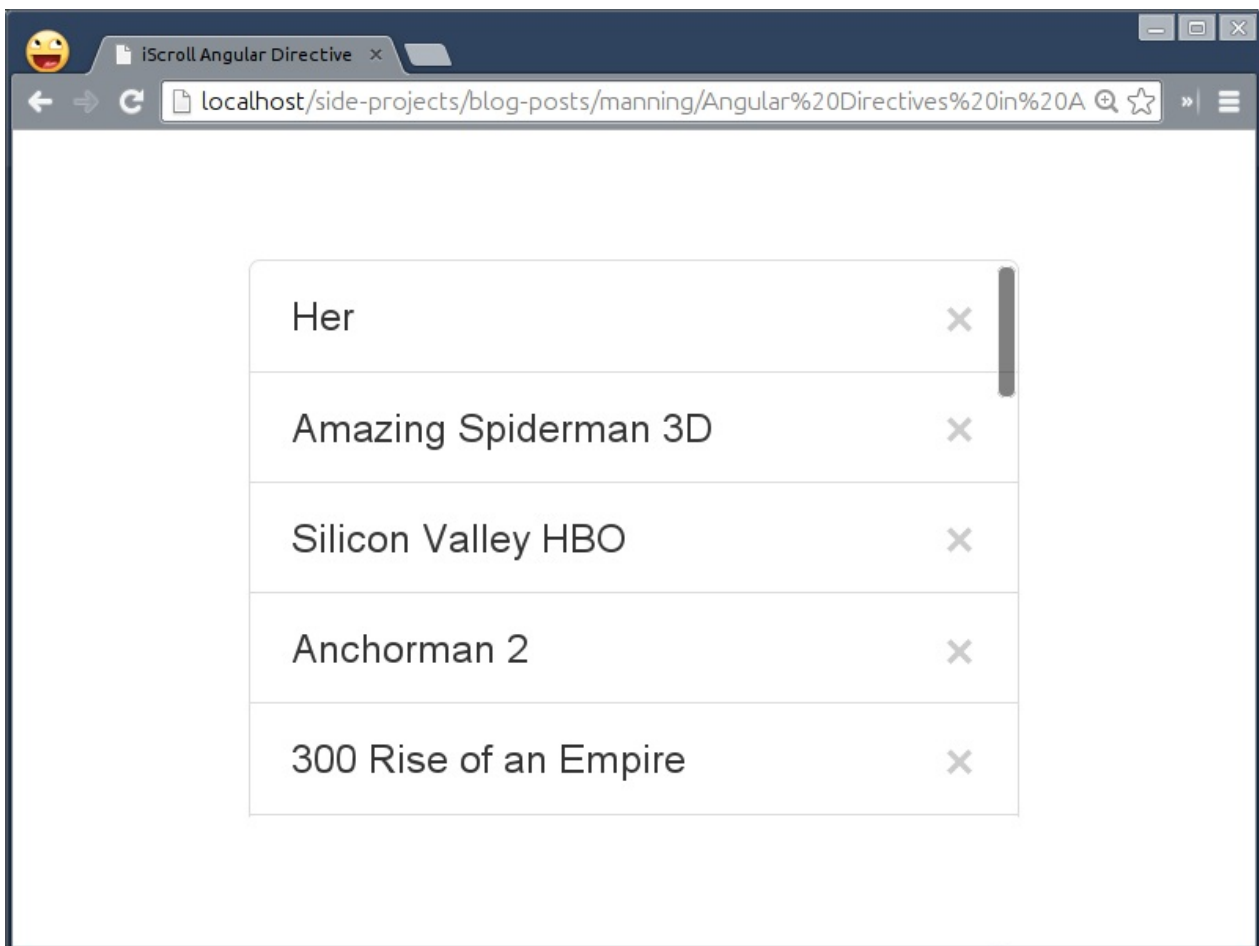 iScroll Angular Directive
localhost/side-projects/blog-posts/manning/Angular%20Directives%20in%20A
Her
Amazing Spiderman 3D
Silicon Valley HBO
Anchorman 2
300 Rise of an Empire